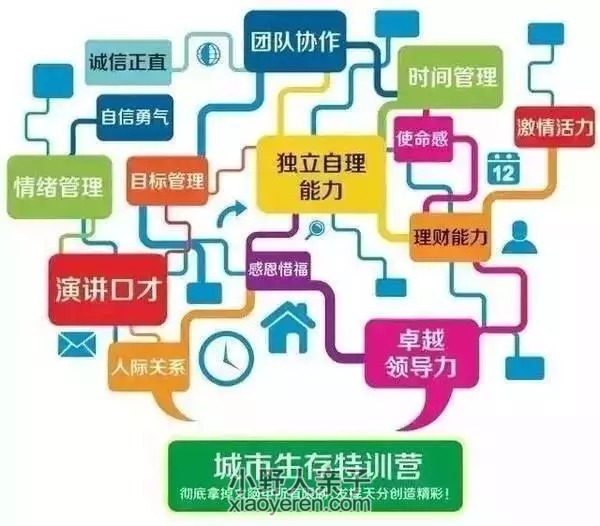 团队协作
诚信正直
时间管理
自信勇气
激情活力
使命感
独立自理
能力
情绪管理
目标管理
12
理财能力
感恩惜福
演讲口才
人际关系
卓越
领导力
城市生存特训营
小野人亲子
彻底拿掉
发挥天分创造精彩!
xiaoyeren.com